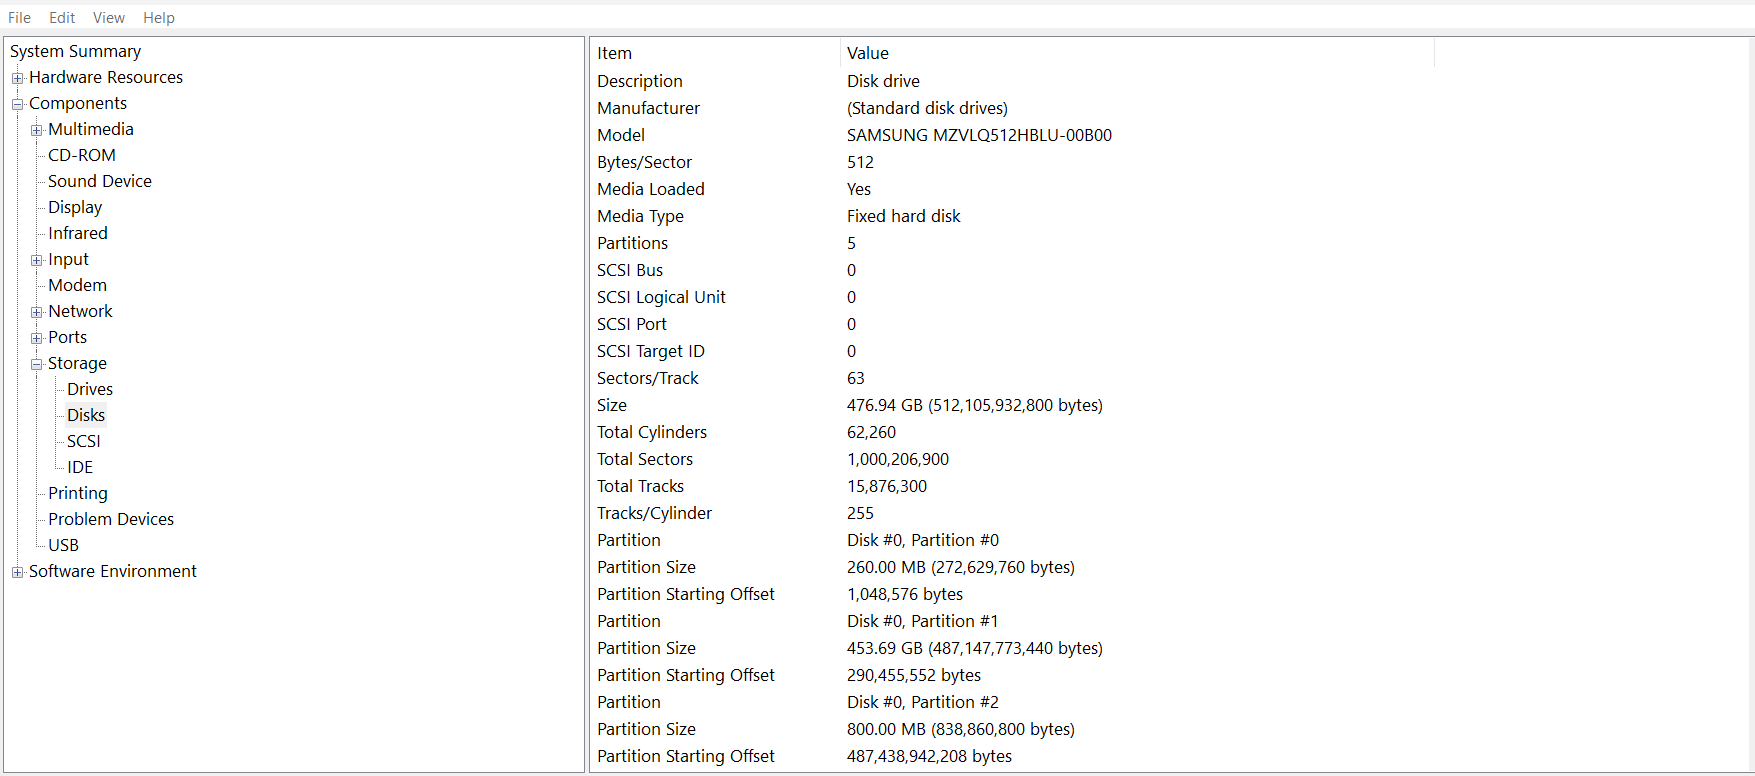 File Edit View Help
System Summary
Hardware Resources
Components
Multimedia
CD-ROM
Sound Device
Display
Infrared
Input
Modem
Network
Ports
Storage
Drives
Disks
SCSI
IDE
Printing
Problem Devices
USB
Software Environment
Item Value
Description Disk drive
Manufacturer (Standard disk drives)
Model SAMSUNG MZVLQ512HBLU-00B00
Bytes/Sector 512
Media Loaded Yes
Media Type Fixed hard disk
Partitions 5
SCSI Bus 0
SCSI Logical Unit 0
SCSI Port 0
SCSI Target ID 0
Sectors/Track 63
Size 476.94 GB (512,105,932,800 bytes)
Total Cylinders 62,260
Total Sectors 1,000,206,900
Total Tracks 15,876,300
Tracks/Cylinder 255
Partition Disk #0, Partition #0
Partition Size 260.00 MB (272,629,760 bytes)
Partition Starting Offset 1,048,576 bytes
Partition Disk #0, Partition #1
Partition Size 453.69 GB (487,147,773,440 bytes)
Partition Starting Offset 290,455,552 bytes
Partition Disk #0, Partition #2
Partition Size 800.00 MB (838,860,800 bytes)
Partition Starting Offset 487,438,942,208 bytes